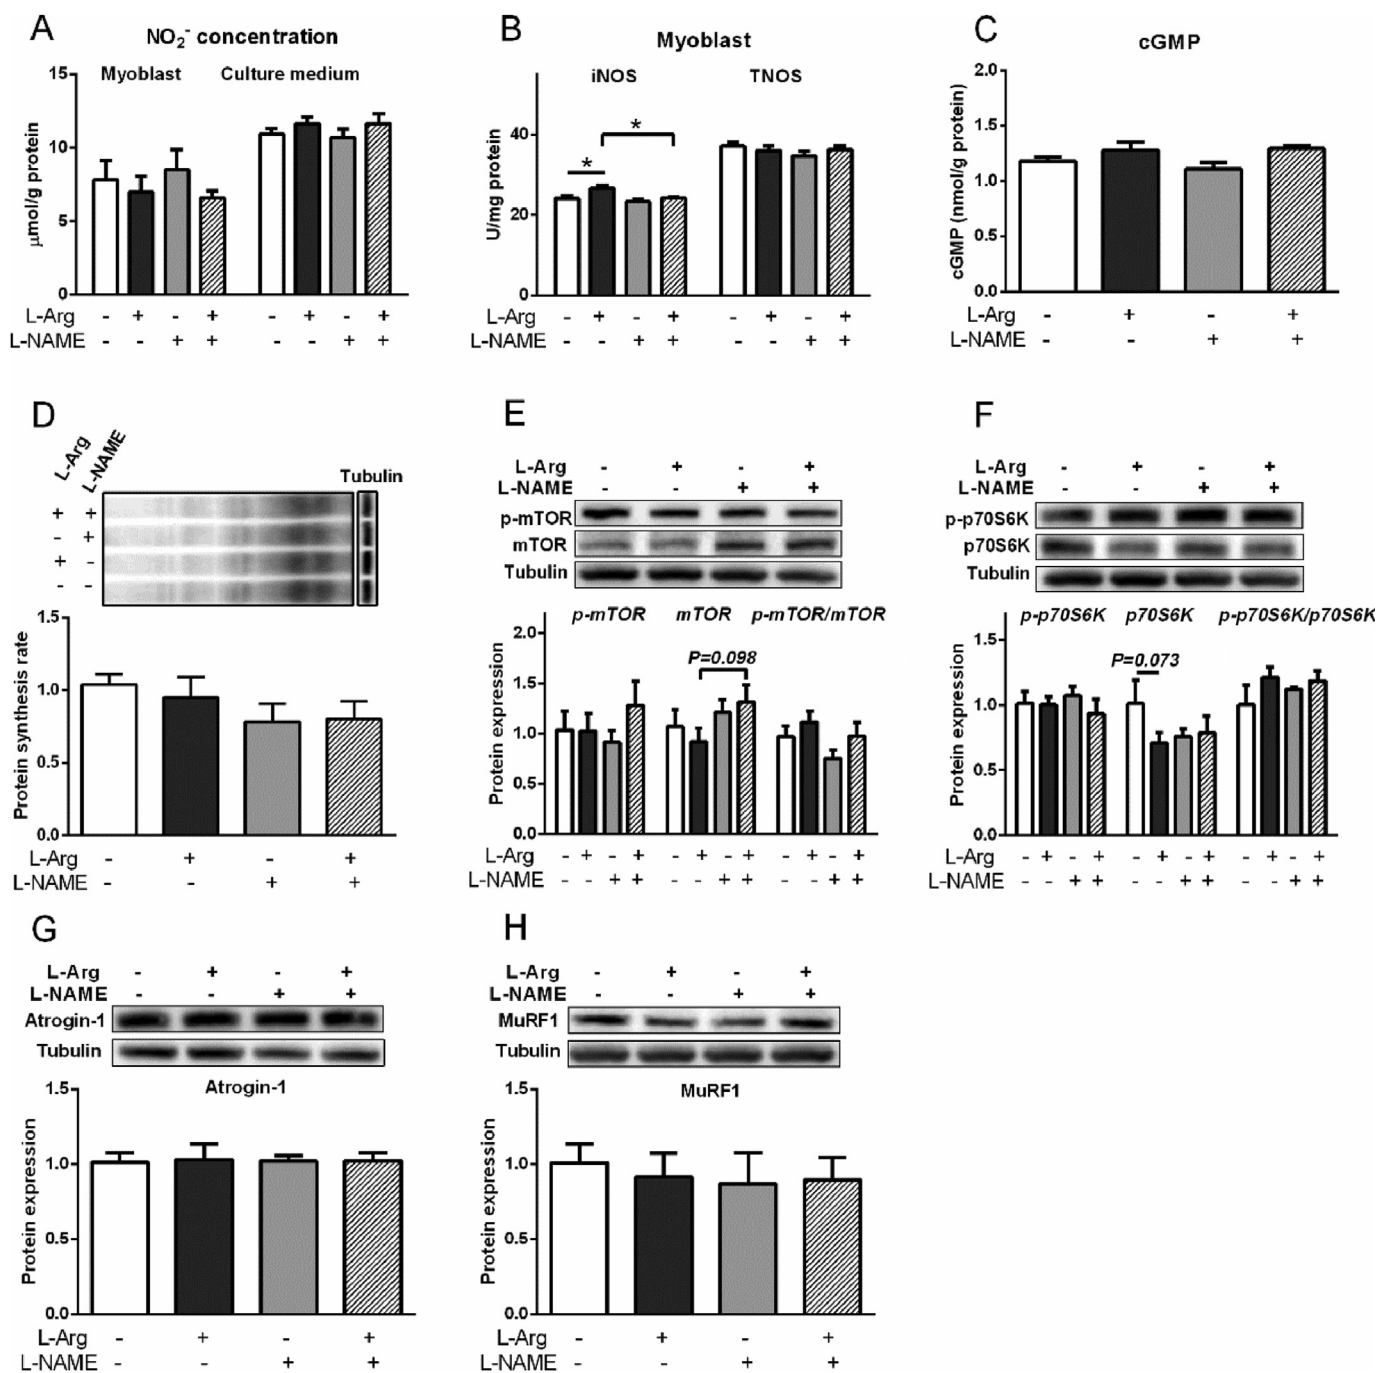 A
NO₂⁻ concentration
Myoblast Culture medium
μmol/g protein
15
10
5
0
L-Arg - + - + - + - +
L-NAME - - + + - - + +
B
Myoblast
iNOS TNOS
U/mg protein
40
20
0
* *
L-Arg - + - + - + - +
L-NAME - - + + - - + +
C
cGMP
cGMP (nmol/g protein)
2.0
1.5
1.0
0.5
0.0
L-Arg - + - +
L-NAME - - + +
D
L-Arg L-NAME Tubulin
+ +
- +
+ -
- -
Protein synthesis rate
1.5
1.0
0.5
0.0
L-Arg - + - +
L-NAME - - + +
E
L-Arg - + - +
L-NAME - - + +
p-mTOR
mTOR
Tubulin
p-mTOR mTOR p-mTOR/mTOR
P=0.098
Protein expression
2.0
1.5
1.0
0.5
0.0
L-Arg - + - + - + - + - + - +
L-NAME - - + + - - + + - - + +
F
L-Arg - + - +
L-NAME - - + +
p-p70S6K
p70S6K
Tubulin
p-p70S6K p70S6K p-p70S6K/p70S6K
P=0.073
Protein expression
1.5
1.0
0.5
0.0
L-Arg - + - + - + - + - + - +
L-NAME - - + + - - + + - - + +
G
L-Arg - + - +
L-NAME - - + +
Atrogin-1
Tubulin
Atrogin-1
Protein expression
1.5
1.0
0.5
0.0
L-Arg - + - +
L-NAME - - + +
H
L-Arg - + - +
L-NAME - - + +
MuRF1
Tubulin
MuRF1
Protein expression
1.5
1.0
0.5
0.0
L-Arg - + - +
L-NAME - - + +